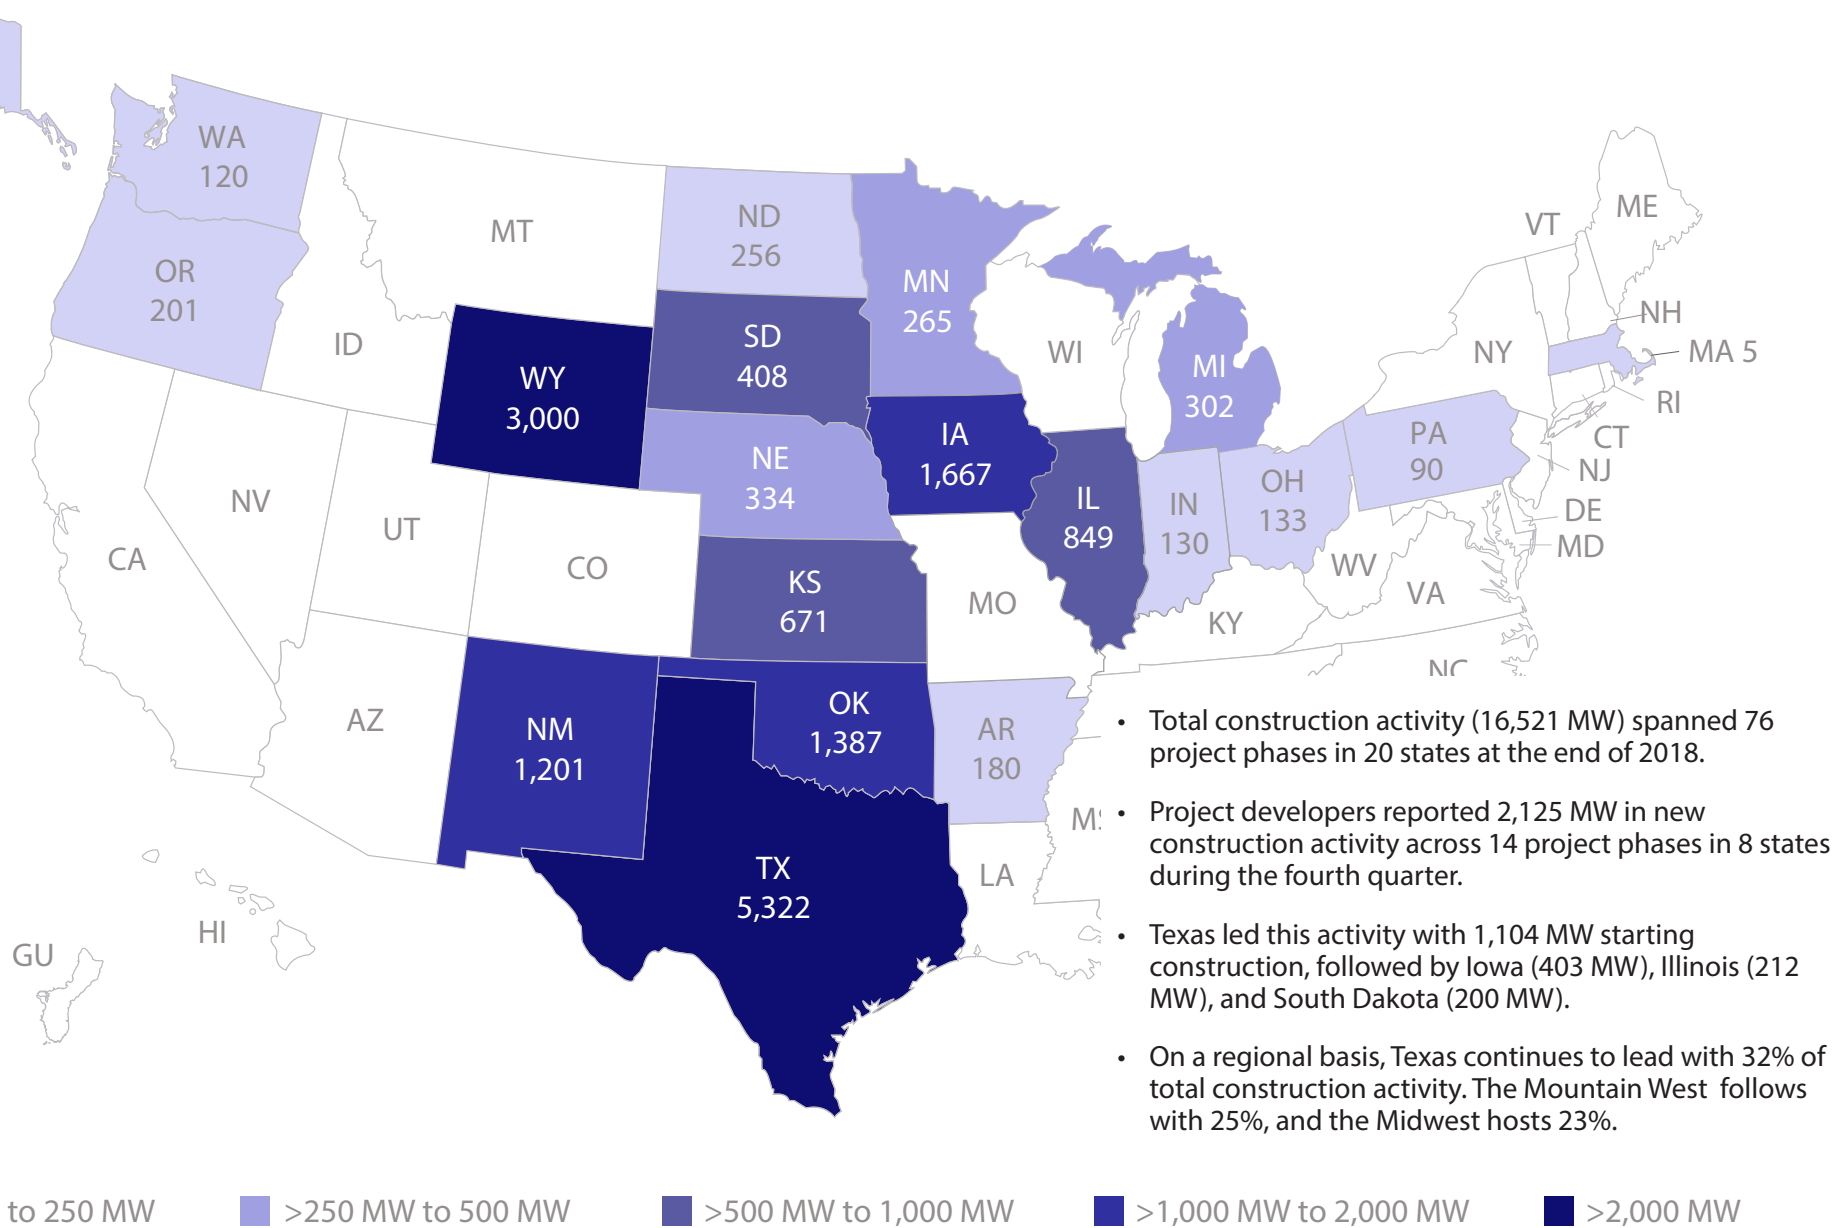 WA
120
OR
201
MT
ID
WY
3,000
ND
256
SD
408
NE
334
KS
671
MN
265
IA
1,667
WI
IL
849
MI
302
IN
130
OH
133
PA
90
NY
VT
ME
NH
MA 5
RI
CT
NJ
DE
MD
WV
VA
KY
NC
MO
CA
NV
UT
CO
AZ
NM
1,201
OK
1,387
TX
5,322
AR
180
LA
GU
HI
• Total construction activity (16,521 MW) spanned 76
project phases in 20 states at the end of 2018.
• Project developers reported 2,125 MW in new
construction activity across 14 project phases in 8 states
during the fourth quarter.
• Texas led this activity with 1,104 MW starting
construction, followed by Iowa (403 MW), Illinois (212
MW), and South Dakota (200 MW).
• On a regional basis, Texas continues to lead with 32% of
total construction activity. The Mountain West follows
with 25%, and the Midwest hosts 23%.
to 250 MW
>250 MW to 500 MW
>500 MW to 1,000 MW
>1,000 MW to 2,000 MW
>2,000 MW